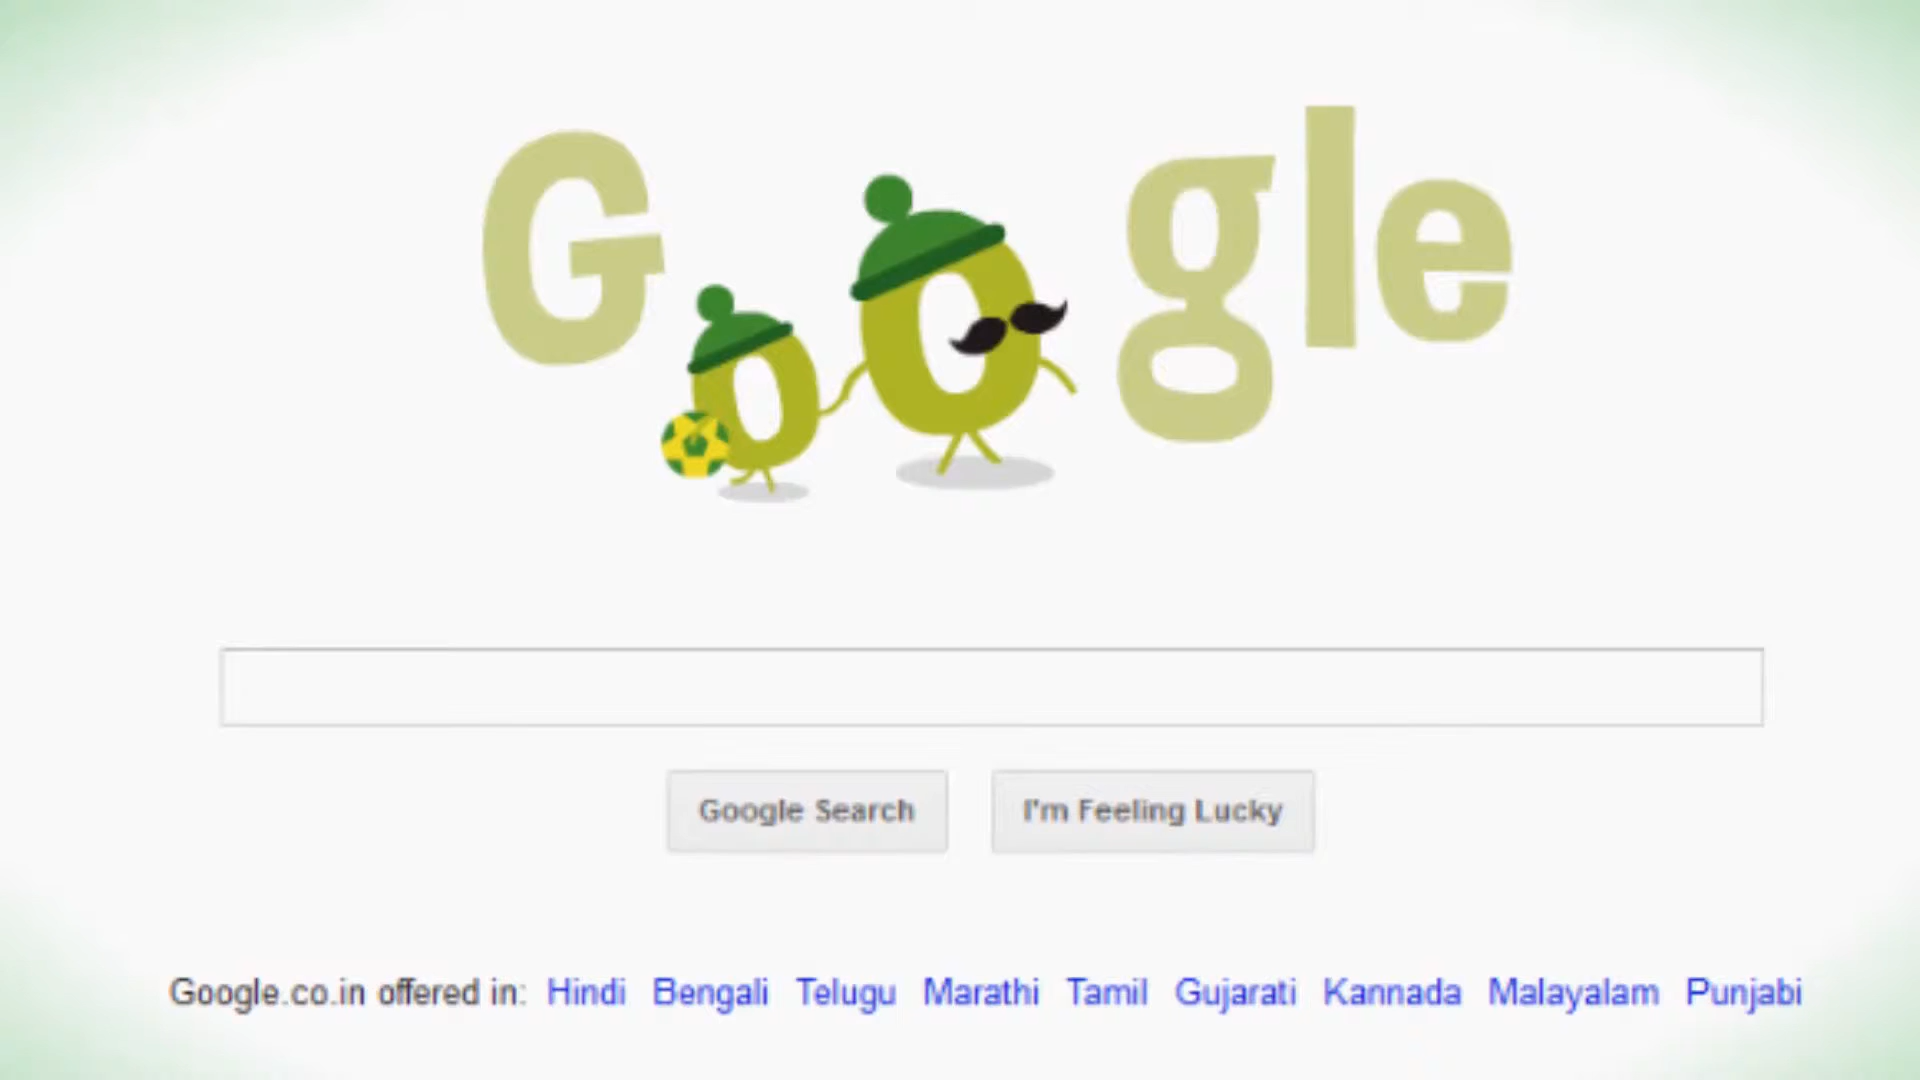 Google
Google Search I'm Feeling Lucky
Google.co.in offered in: Hindi Bengali Telugu Marathi Tamil Gujarati Kannada Malayalam Punjabi